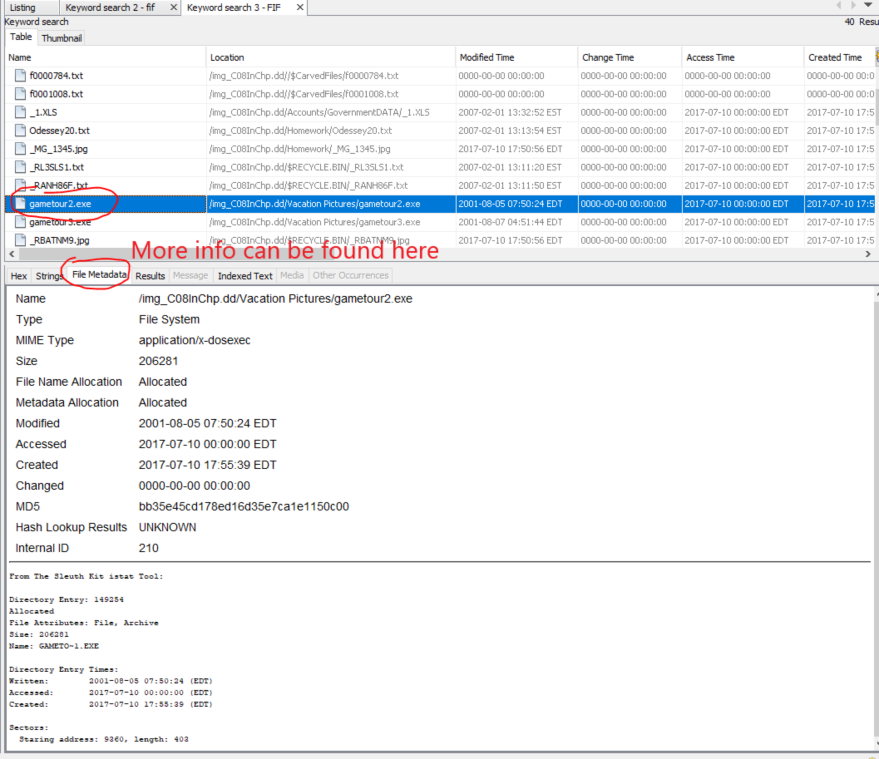 Listing Keyword search 2 - fif ✕ Keyword search 3 - FIF ✕
Keyword search 40 Resu
Table Thumbnail
Name Location Modified Time Change Time Access Time Created Time
f0000784.txt /img_C08InChp.dd//$CarvedFiles/f0000784.txt 0000-00-00 00:00:00 0000-00-00 00:00:00 0000-00-00 00:00:00 0000-00-00 00:0
f0001008.txt /img_C08InChp.dd//$CarvedFiles/f0001008.txt 0000-00-00 00:00:00 0000-00-00 00:00:00 0000-00-00 00:00:00 0000-00-00 00:0
_1.XLS /img_C08InChp.dd/Accounts/GovernmentDATA/_1.XLS 2007-02-01 13:32:52 EST 0000-00-00 00:00:00 2017-07-10 00:00:00 EDT 2017-07-10 17:5
Odessey20.txt /img_C08InChp.dd/Homework/Odessey20.txt 2007-02-01 13:13:54 EST 0000-00-00 00:00:00 2017-07-10 00:00:00 EDT 2017-07-10 17:5
_MG_1345.jpg /img_C08InChp.dd/Homework/_MG_1345.jpg 2017-07-10 17:50:56 EDT 0000-00-00 00:00:00 2017-07-10 00:00:00 EDT 2017-07-10 17:5
_RL3SLS1.txt /img_C08InChp.dd/$RECYCLE.BIN/_RL3SLS1.txt 2007-02-01 13:11:20 EST 0000-00-00 00:00:00 2017-07-10 00:00:00 EDT 2017-07-10 17:5
_RANH86F.txt /img_C08InChp.dd/$RECYCLE.BIN/_RANH86F.txt 2007-02-01 13:11:50 EST 0000-00-00 00:00:00 2017-07-10 00:00:00 EDT 2017-07-10 17:5
gametour2.exe /img_C08InChp.dd/Vacation Pictures/gametour2.exe 2001-08-05 07:50:24 EDT 0000-00-00 00:00:00 2017-07-10 00:00:00 EDT 2017-07-10 17:5
gametour3.exe /img_C08InChp.dd/Vacation Pictures/gametour3.exe 2001-08-07 04:51:44 EDT 0000-00-00 00:00:00 2017-07-10 00:00:00 EDT 2017-07-10 17:5
_RBATNM9.jpg /img_C08InChp.dd/$RECYCLE.BIN/_RBATNM9.jpg 2017-07-10 17:50:56 EDT 0000-00-00 00:00:00 2017-07-10 00:00:00 EDT 2017-07-10 17:5
More info can be found here
Hex Strings File Metadata Results Message Indexed Text Media Other Occurrences
Name /img_C08InChp.dd/Vacation Pictures/gametour2.exe
Type File System
MIME Type application/x-dosexec
Size 206281
File Name Allocation Allocated
Metadata Allocation Allocated
Modified 2001-08-05 07:50:24 EDT
Accessed 2017-07-10 00:00:00 EDT
Created 2017-07-10 17:55:39 EDT
Changed 0000-00-00 00:00:00
MD5 bb35e45cd178ed16d35e7ca1e1150c00
Hash Lookup Results UNKNOWN
Internal ID 210
From The Sleuth Kit istat Tool:
Directory Entry: 149254
Allocated
File Attributes: File, Archive
Size: 206281
Name: GAMETO~1.EXE
Directory Entry Times:
Written: 2001-08-05 07:50:24 (EDT)
Accessed: 2017-07-10 00:00:00 (EDT)
Created: 2017-07-10 17:55:39 (EDT)
Sectors:
Staring address: 9360, length: 403